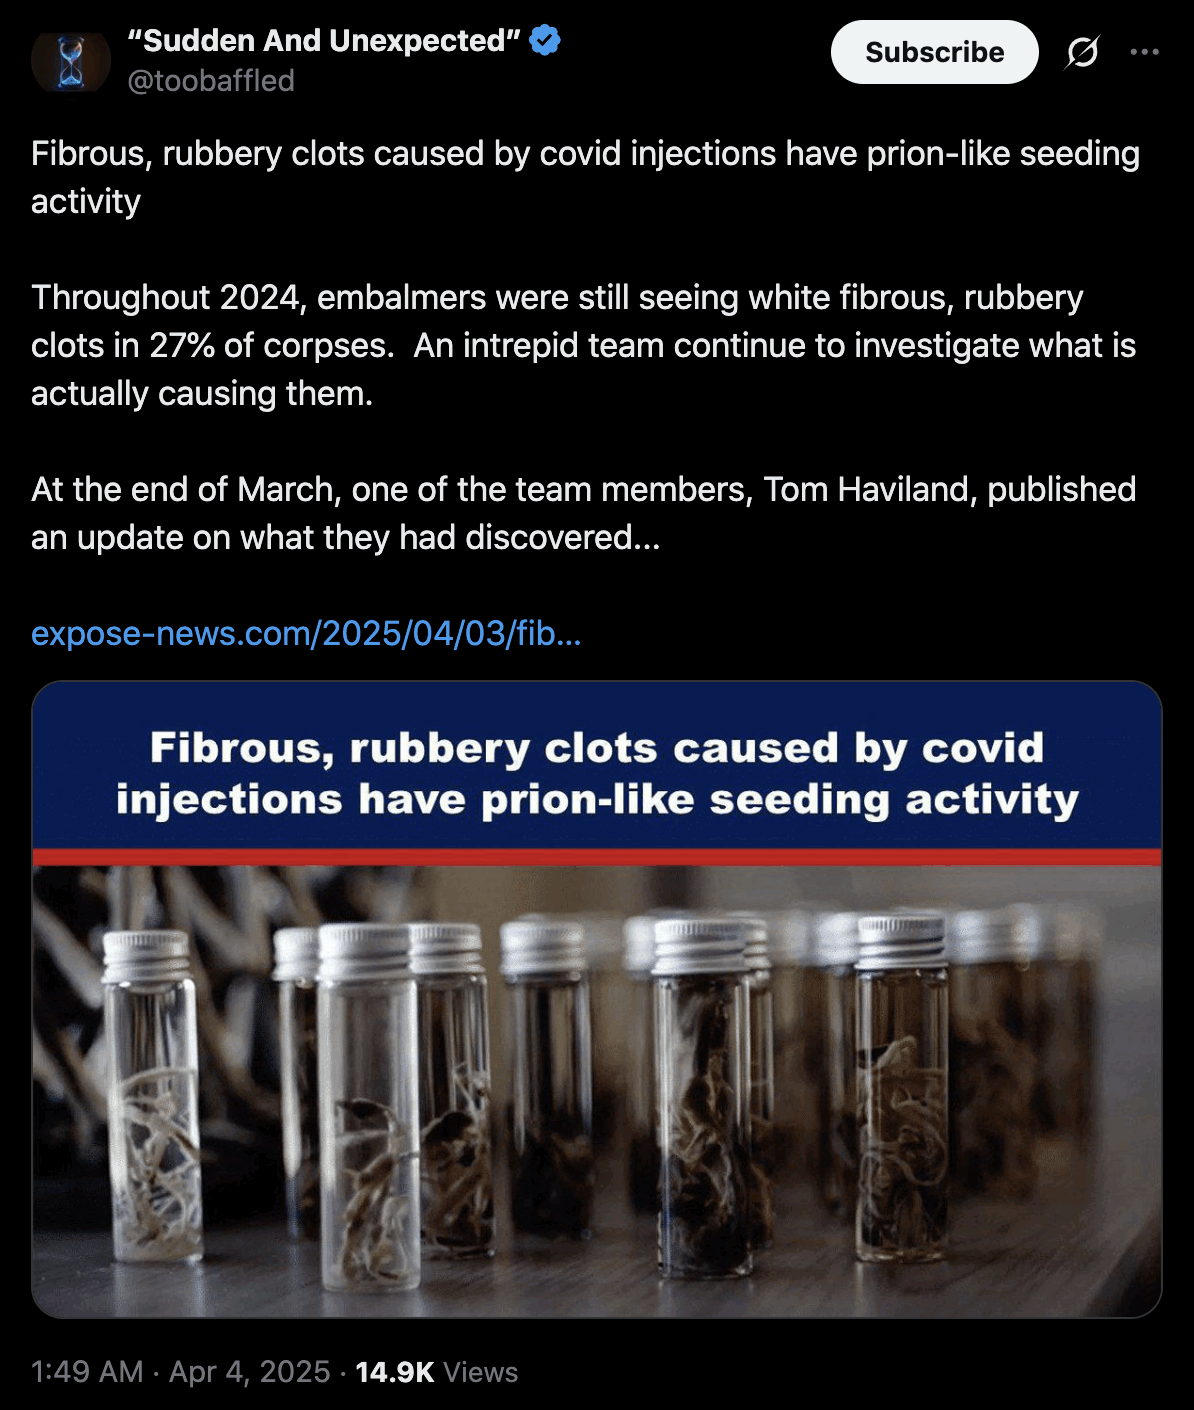 “Sudden And Unexpected”
@toobaffled
Subscribe
Fibrous, rubbery clots caused by covid injections have prion-like seeding
activity
Throughout 2024, embalmers were still seeing white fibrous, rubbery
clots in 27% of corpses.  An intrepid team continue to investigate what is
actually causing them.
At the end of March, one of the team members, Tom Haviland, published
an update on what they had discovered...
expose-news.com/2025/04/03/fib...
Fibrous, rubbery clots caused by covid
injections have prion-like seeding activity
1:49 AM · Apr 4, 2025 · 14.9K Views